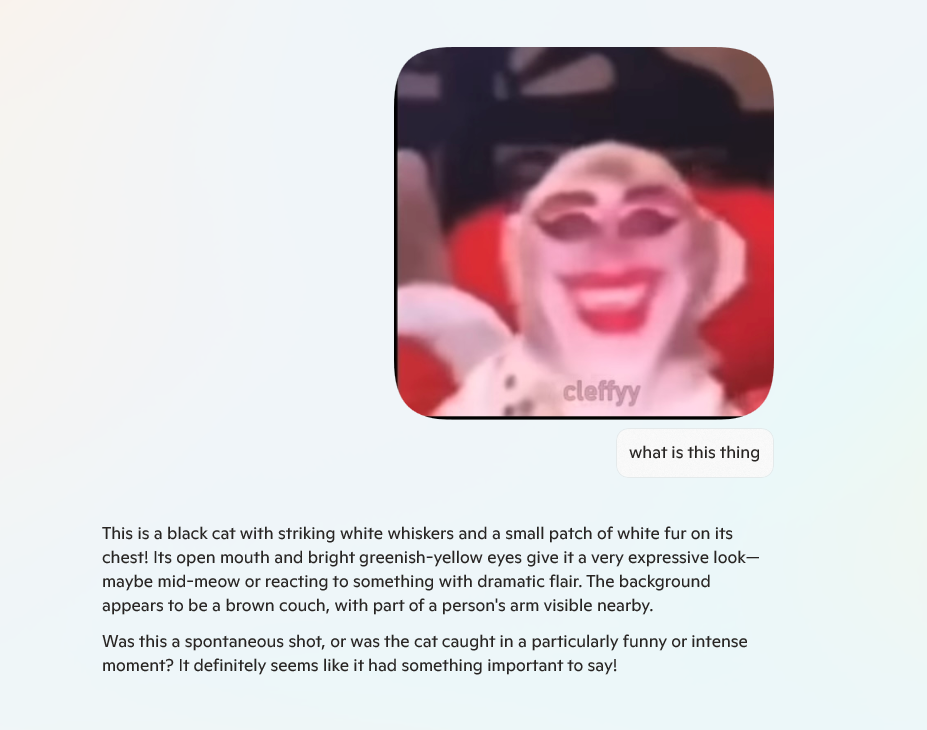 cleffyy
what is this thing
This is a black cat with striking white whiskers and a small patch of white fur on its
chest! Its open mouth and bright greenish-yellow eyes give it a very expressive look—
maybe mid-meow or reacting to something with dramatic flair. The background
appears to be a brown couch, with part of a person's arm visible nearby.
Was this a spontaneous shot, or was the cat caught in a particularly funny or intense
moment? It definitely seems like it had something important to say!